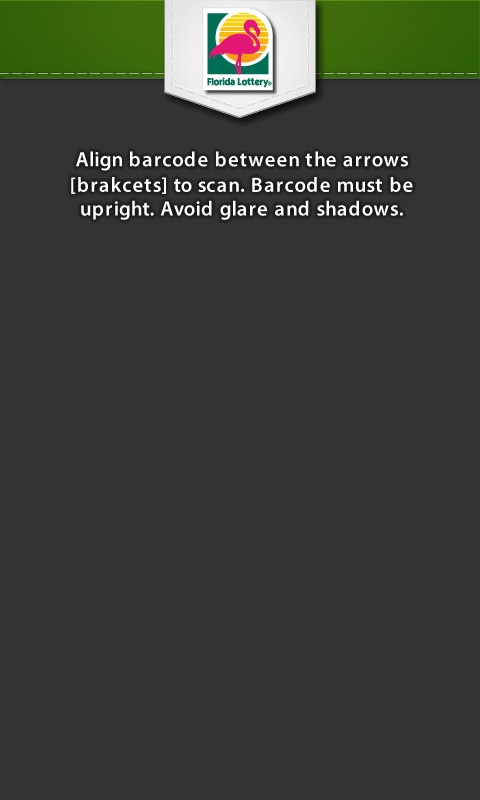 Florida Lottery®
Align barcode between the arrows
[brakcets] to scan. Barcode must be
upright. Avoid glare and shadows.